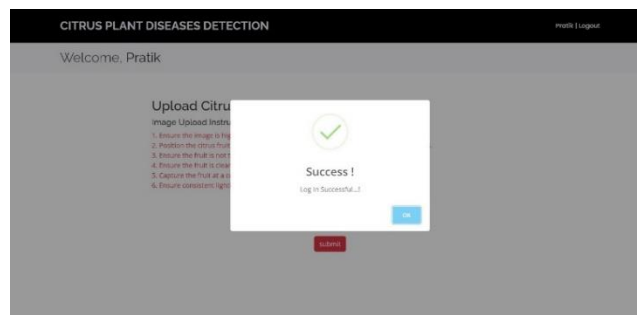 CITRUS PLANT DISEASES DETECTION
Pratik | Logout
Welcome, Pratik
Upload Citru
Image Upload Instru
1. Ensure the image is hig
2. Position the citrus fruit
3. Ensure the fruit is not
4. Ensure the fruit is clear
5. Capture the fruit at a
6. Ensure consistent light
Success !
Log In Successful...!
OK
submit